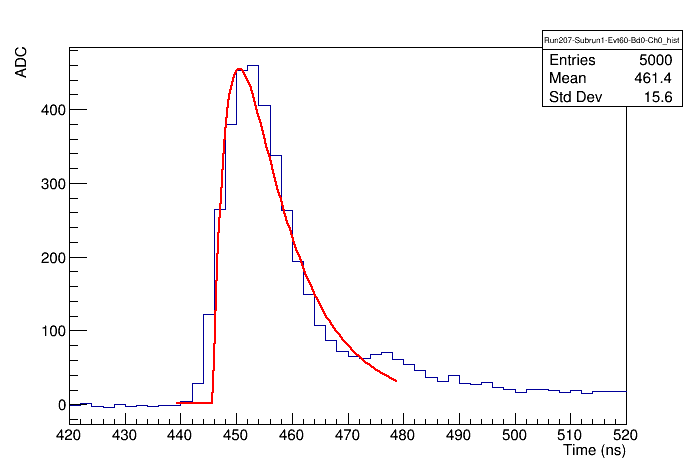 Run207-Subrun1-Evt60-Bd0-Ch0_hist
Entries 5000
Mean 461.4
Std Dev 15.6
ADC
400
300
200
100
0
420 430 440 450 460 470 480 490 500 510 520
Time (ns)